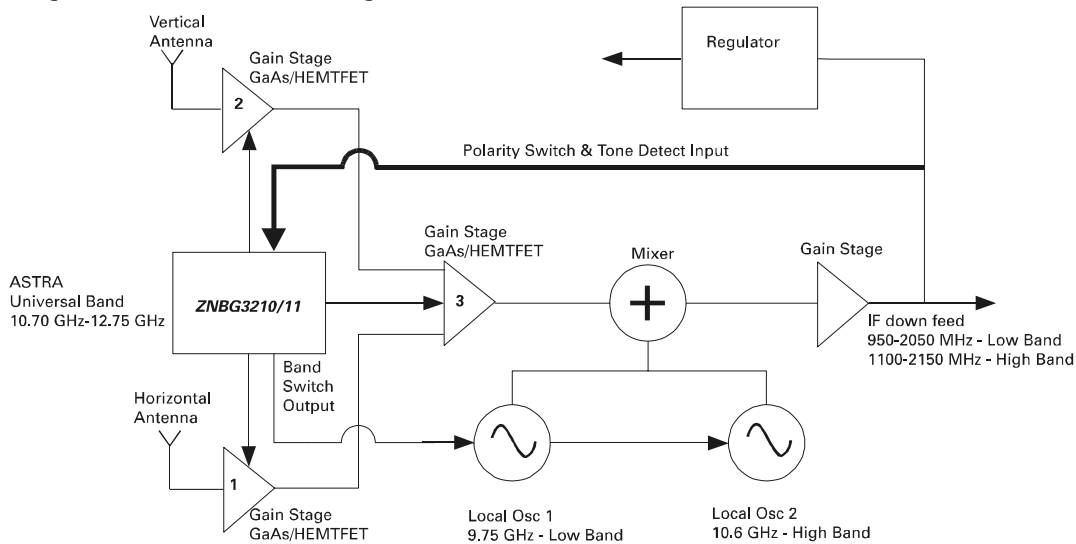 Vertical
Antenna
Gain Stage
GaAs/HEMTFET
2
Regulator
Polarity Switch & Tone Detect Input
Gain Stage
GaAs/HEMTFET
Mixer
Gain Stage
ASTRA
Universal Band
10.70 GHz-12.75 GHz
ZNBG3210/11
3
+
IF down feed
950-2050 MHz - Low Band
1100-2150 MHz - High Band
Band
Switch
Output
Horizontal
Antenna
1
Gain Stage
GaAs/HEMTFET
Local Osc 1
9.75 GHz - Low Band
Local Osc 2
10.6 GHz - High Band